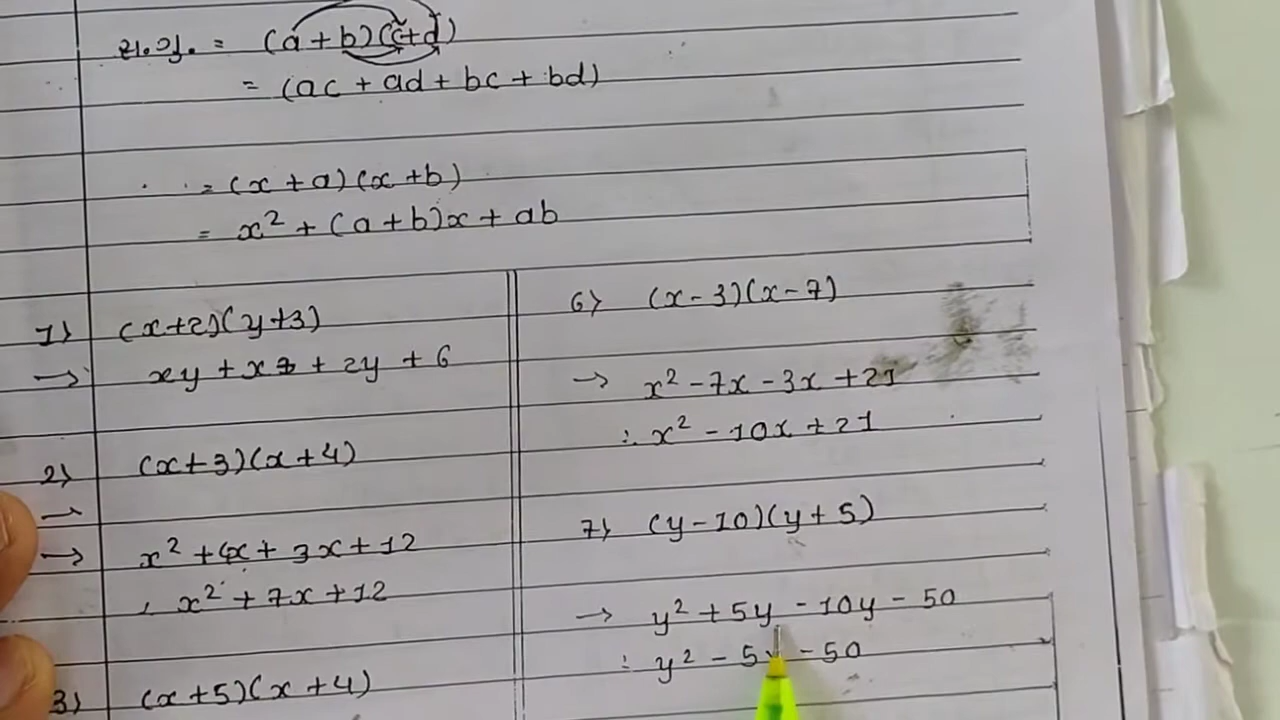 સ.ગુ. = (a + b)(c+d)
= (ac + ad + bc + bd)
= (x + a)(x + b)
= x² + (a + b)x + ab
1) (x+2)(y+3)
→ xy + x3 + 2y + 6
2) (x+3)(x+4)
→
→ x² + 4x + 3x + 12
x² + 7x + 12
3) (x+5)(x+4)
6) (x - 3)(x - 7)
→ x² - 7x - 3x + 21
∴ x² - 10x + 21
7) (y - 10)(y + 5)
→ y² + 5y - 10y - 50
∴ y² - 5y - 50